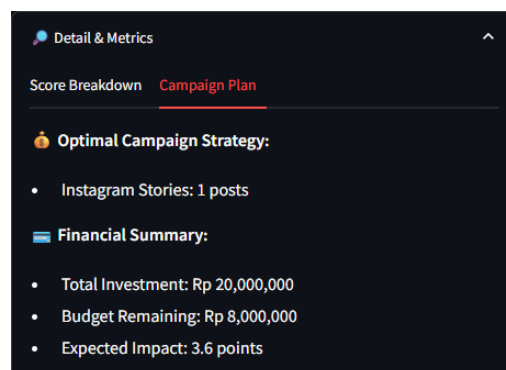 🔎 Detail & Metrics
Score Breakdown Campaign Plan
💰 Optimal Campaign Strategy:
• Instagram Stories: 1 posts
💳 Financial Summary:
• Total Investment: Rp 20,000,000
• Budget Remaining: Rp 8,000,000
• Expected Impact: 3.6 points